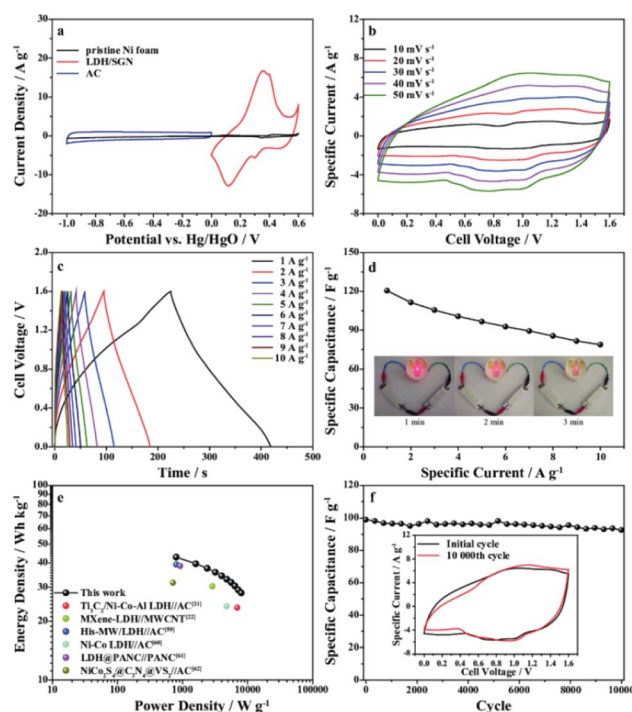 a
pristine Ni foam
LDH/SGN
AC
Current Density / A g⁻¹
20
10
0
-10
-20
-1.0 -0.8 -0.6 -0.4 -0.2 0.0 0.2 0.4 0.6
Potential vs. Hg/HgO / V
b
10 mV s⁻¹
20 mV s⁻¹
30 mV s⁻¹
40 mV s⁻¹
50 mV s⁻¹
Specific Current / A g⁻¹
12
8
4
0
-4
-8
0.0 0.2 0.4 0.6 0.8 1.0 1.2 1.4 1.6
Cell Voltage / V
c
1 A g⁻¹
2 A g⁻¹
3 A g⁻¹
4 A g⁻¹
5 A g⁻¹
6 A g⁻¹
7 A g⁻¹
8 A g⁻¹
9 A g⁻¹
10 A g⁻¹
Cell Voltage / V
2.0
1.6
1.2
0.8
0.4
0.0
0 100 200 300 400 500
Time / s
d
Specific Capacitance / F g⁻¹
150
120
90
60
30
0
1 min 2 min 3 min
0 2 4 6 8 10
Specific Current / A g⁻¹
e
Energy Density / Wh kg⁻¹
100
50
40
30
20
10
This work
Ti₃C₂/Ni-Co-Al LDH//AC[21]
MXene-LDH//MWCNT[22]
His-MW/LDH//AC[59]
Ni-Co LDH//AC[60]
LDH@PANC//PANC[61]
NiCo₂S₄@C₃N₄@VS₂//AC[62]
10 100 1000 10000 100000
Power Density / W g⁻¹
f
Specific Capacitance / F g⁻¹
120
100
80
60
40
20
0
Initial cycle
10 000th cycle
Specific Current / A g⁻¹
12
8
4
0
-4
0.0 0.2 0.4 0.6 0.8 1.0 1.2 1.4 1.6
Cell Voltage / V
0 2000 4000 6000 8000 10000
Cycle